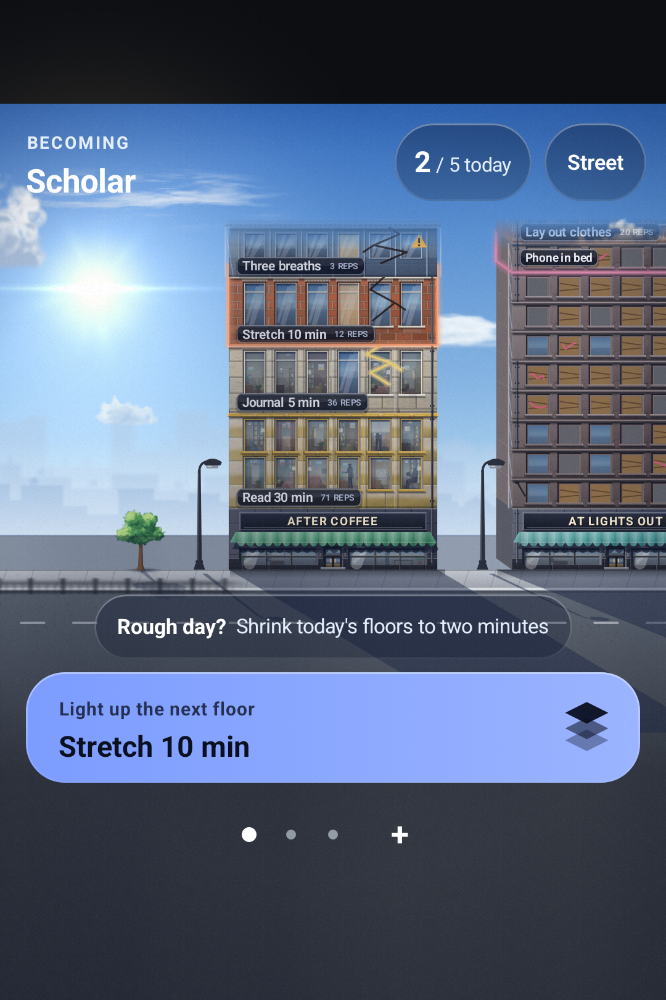 BECOMING
Scholar
2 / 5 today
Street
Three breaths 3 REPS
Stretch 10 min 12 REPS
Journal 5 min 36 REPS
Read 30 min 71 REPS
AFTER COFFEE
Lay out clothes 20 REPS
Phone in bed
AT LIGHTS OUT
Rough day? Shrink today's floors to two minutes
Light up the next floor
Stretch 10 min